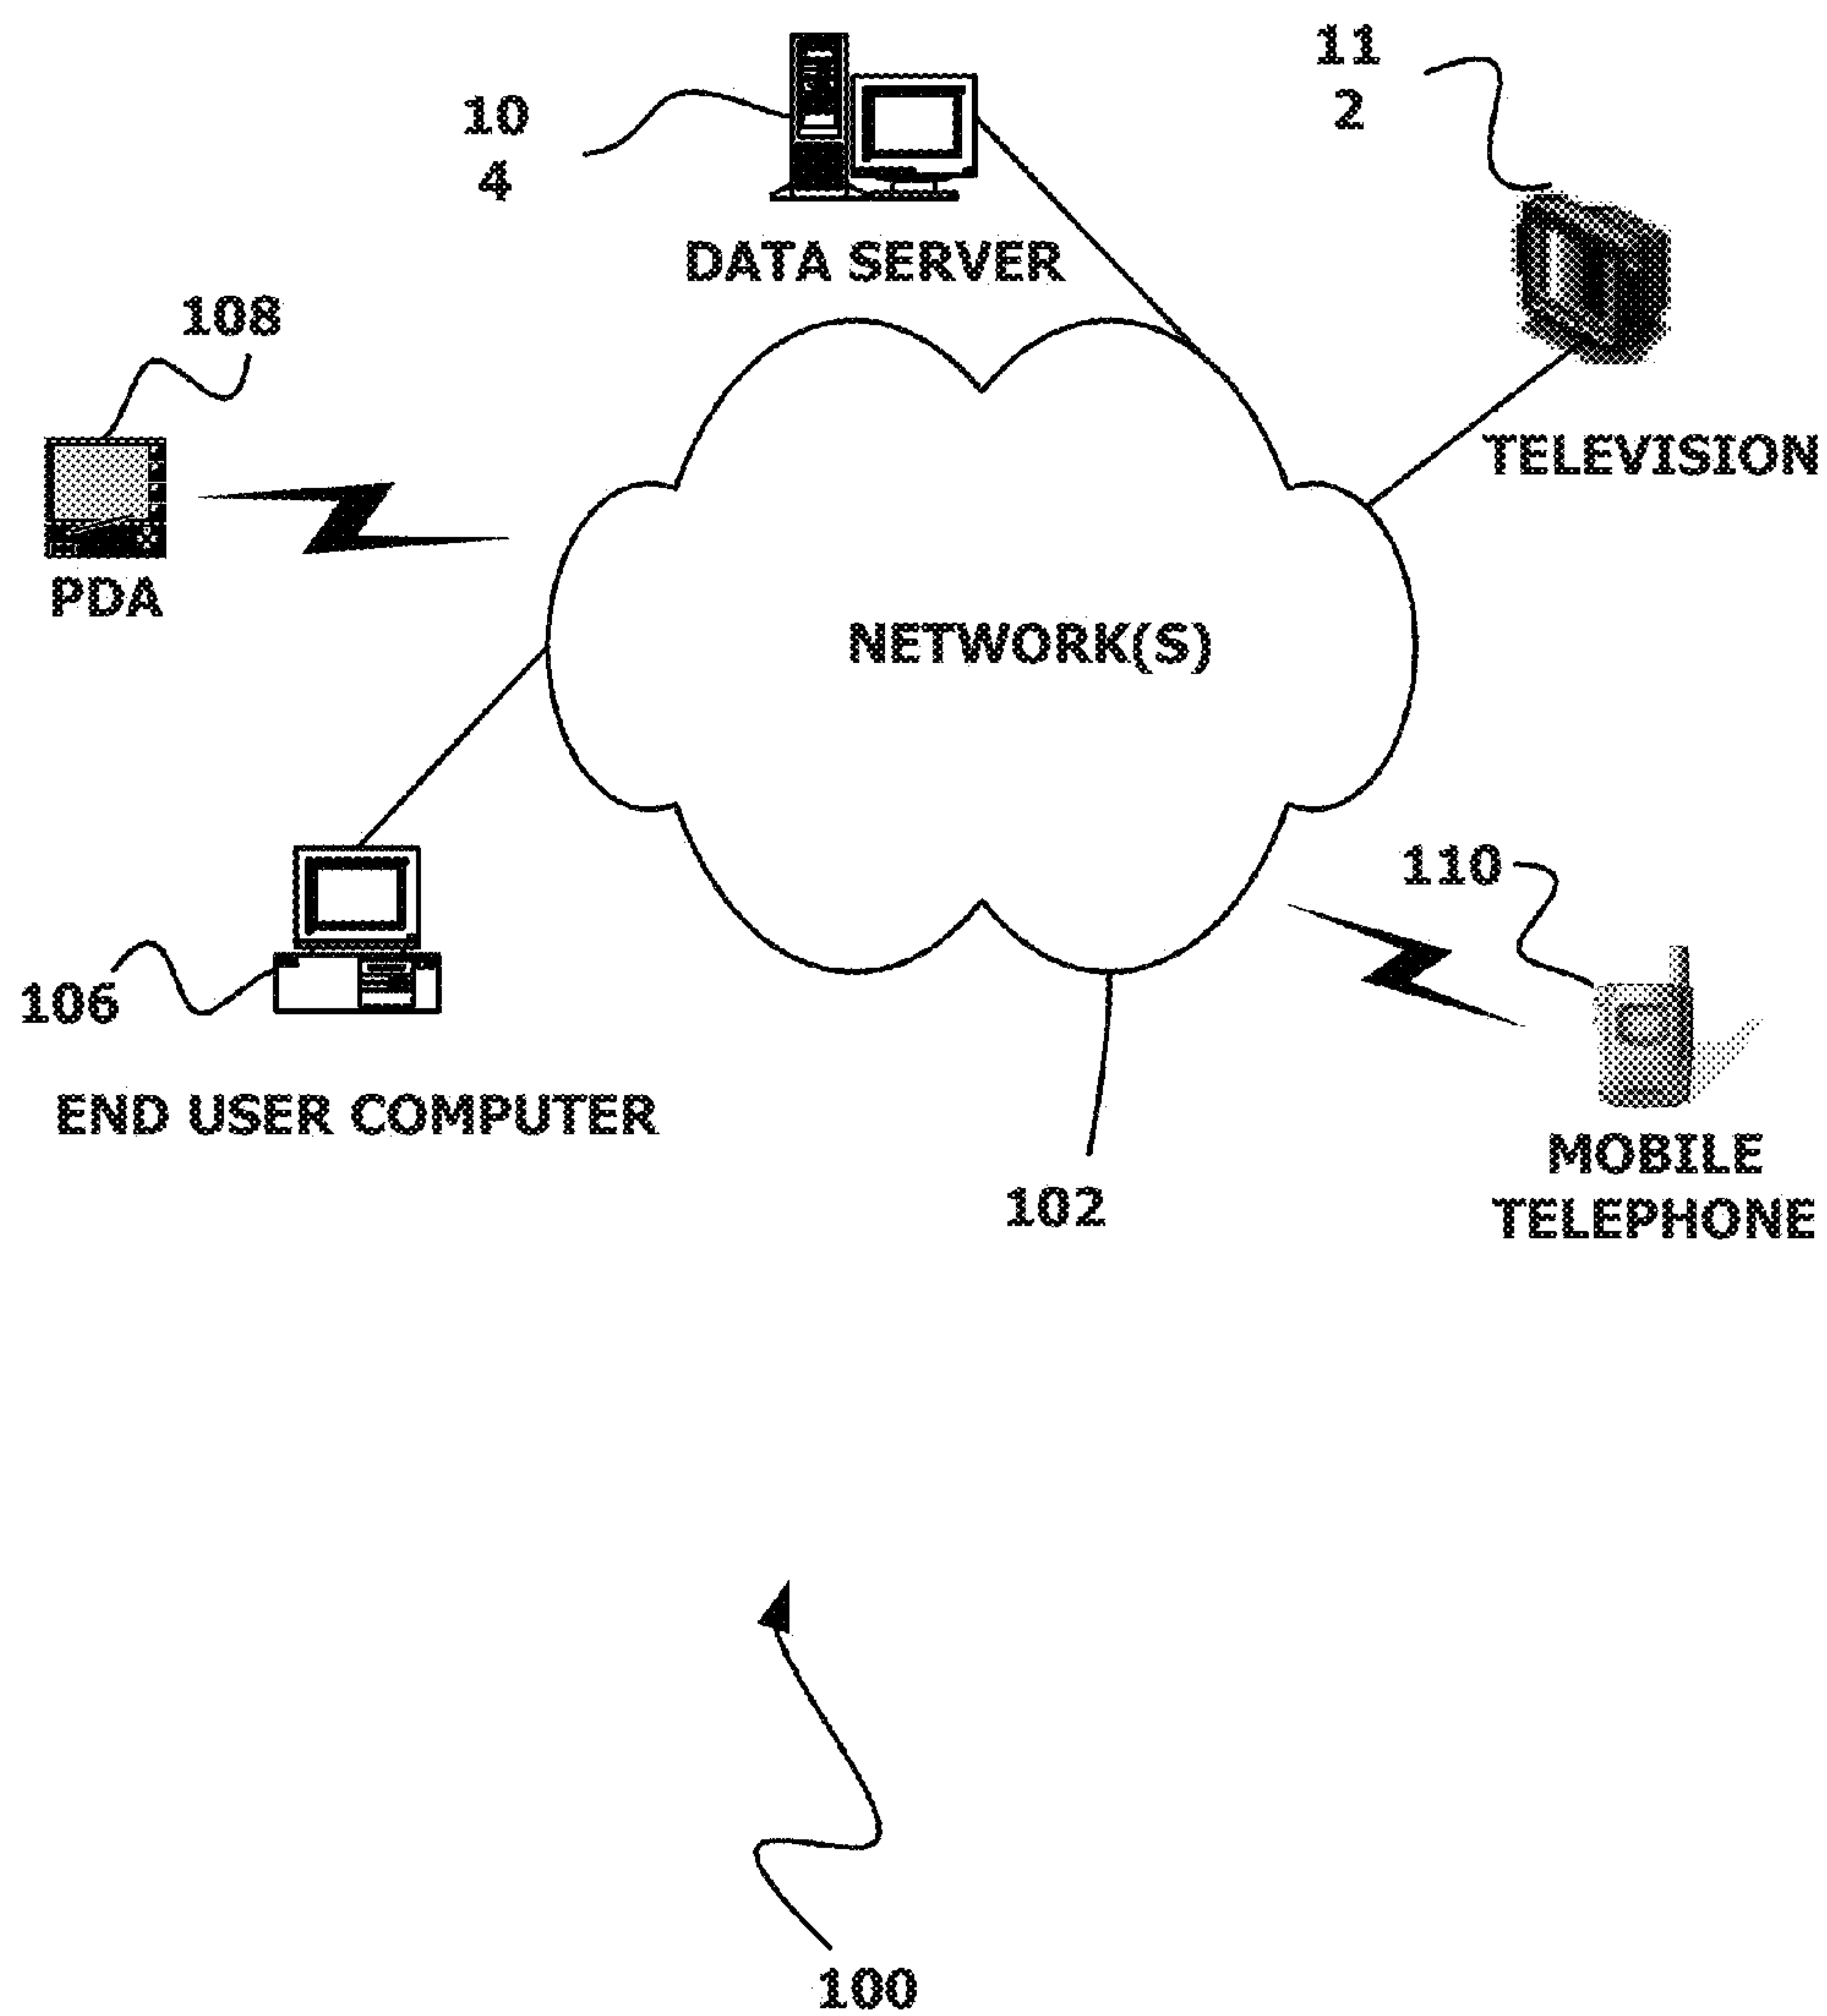 11
2
10
4
DATA SERVER
108
TELEVISION
PDA
NETWORK(S)
110
106
END USER COMPUTER
MOBILE
TELEPHONE
102
100